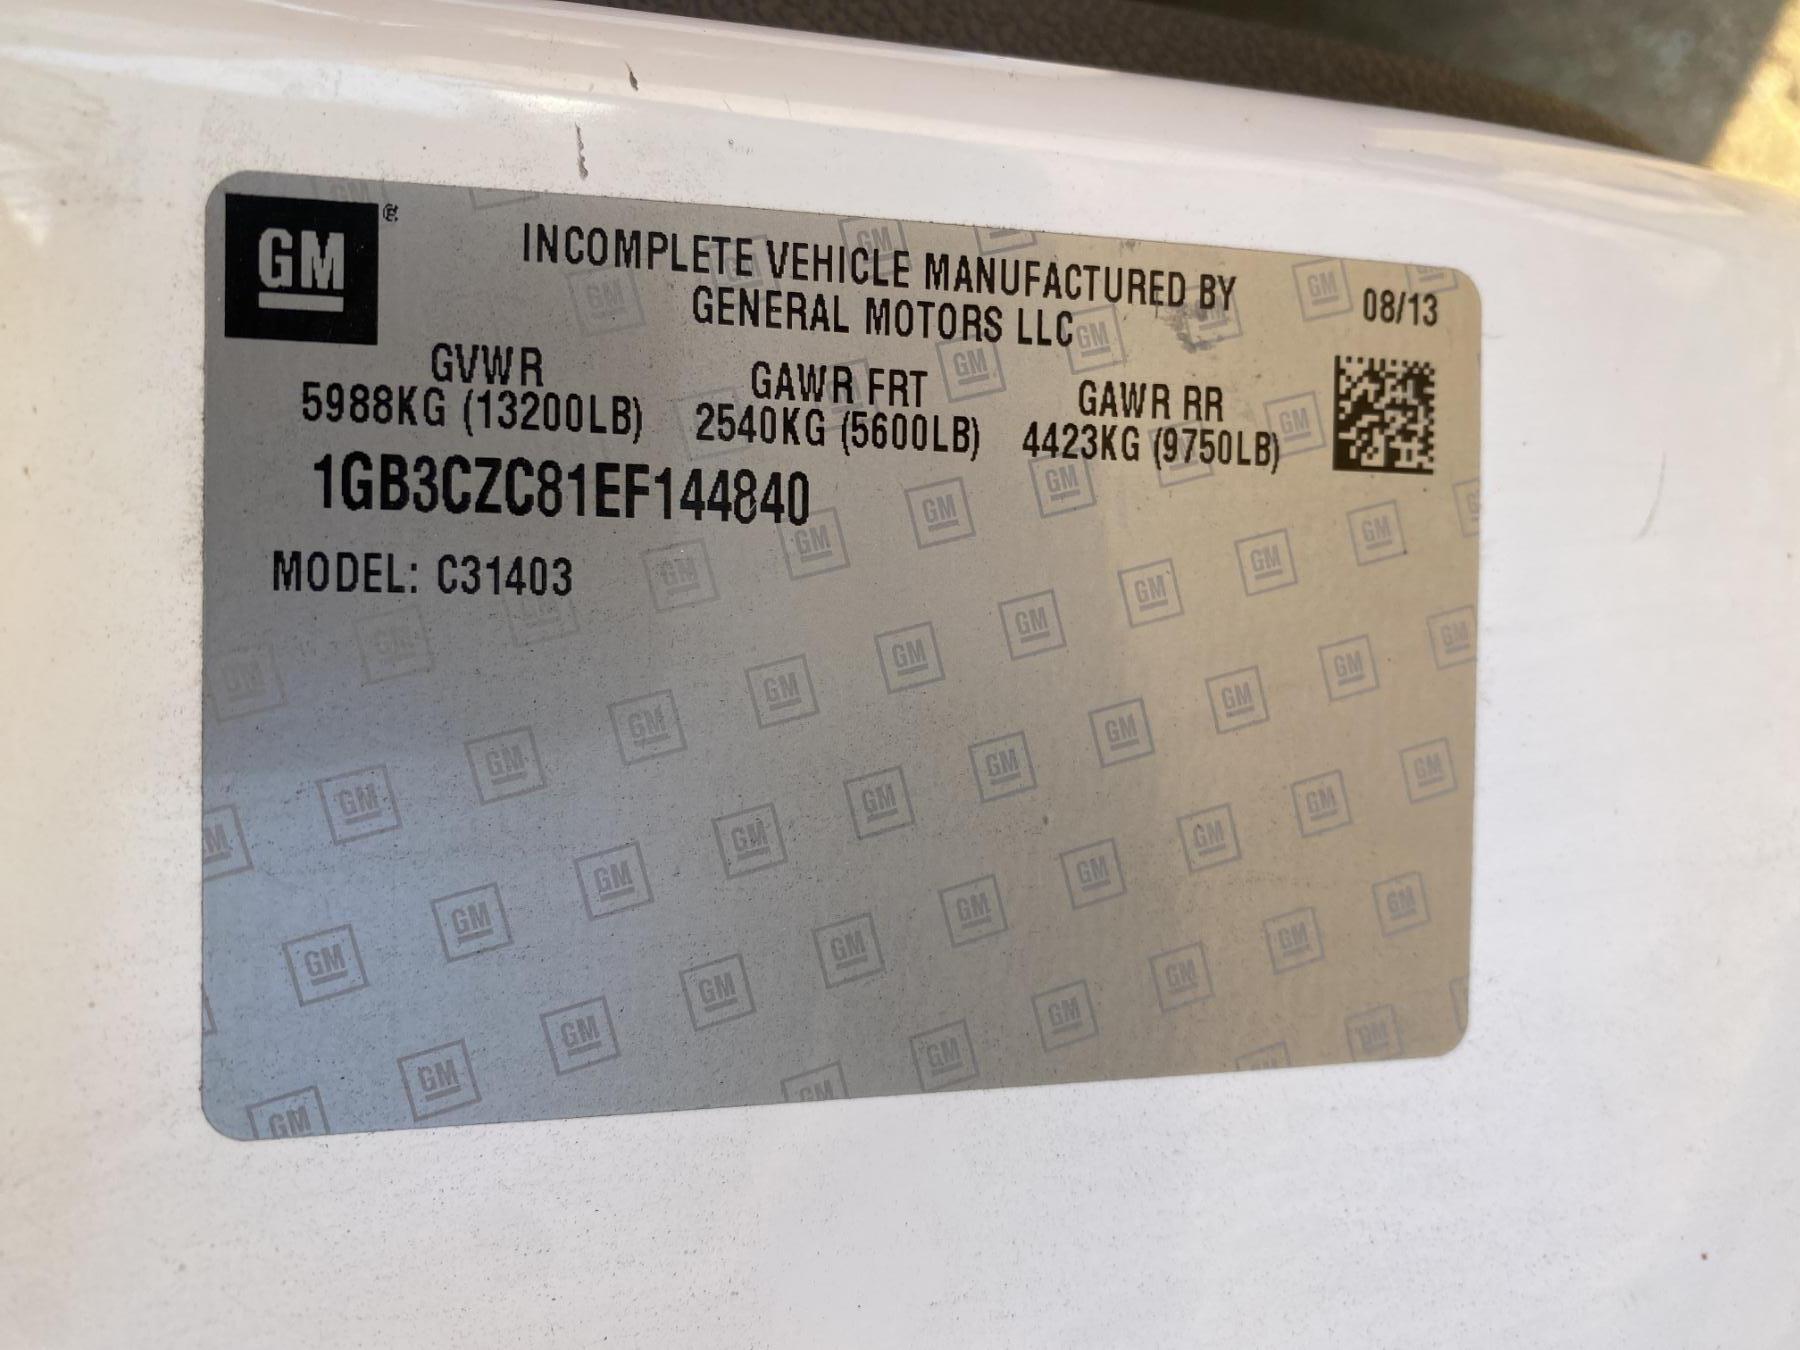 GM
INCOMPLETE VEHICLE MANUFACTURED BY
GENERAL MOTORS LLC
08/13
GVWR GAWR FRT GAWR RR
5988KG (13200LB) 2540KG (5600LB) 4423KG (9750LB)
1GB3CZC81EF144840
MODEL: C31403